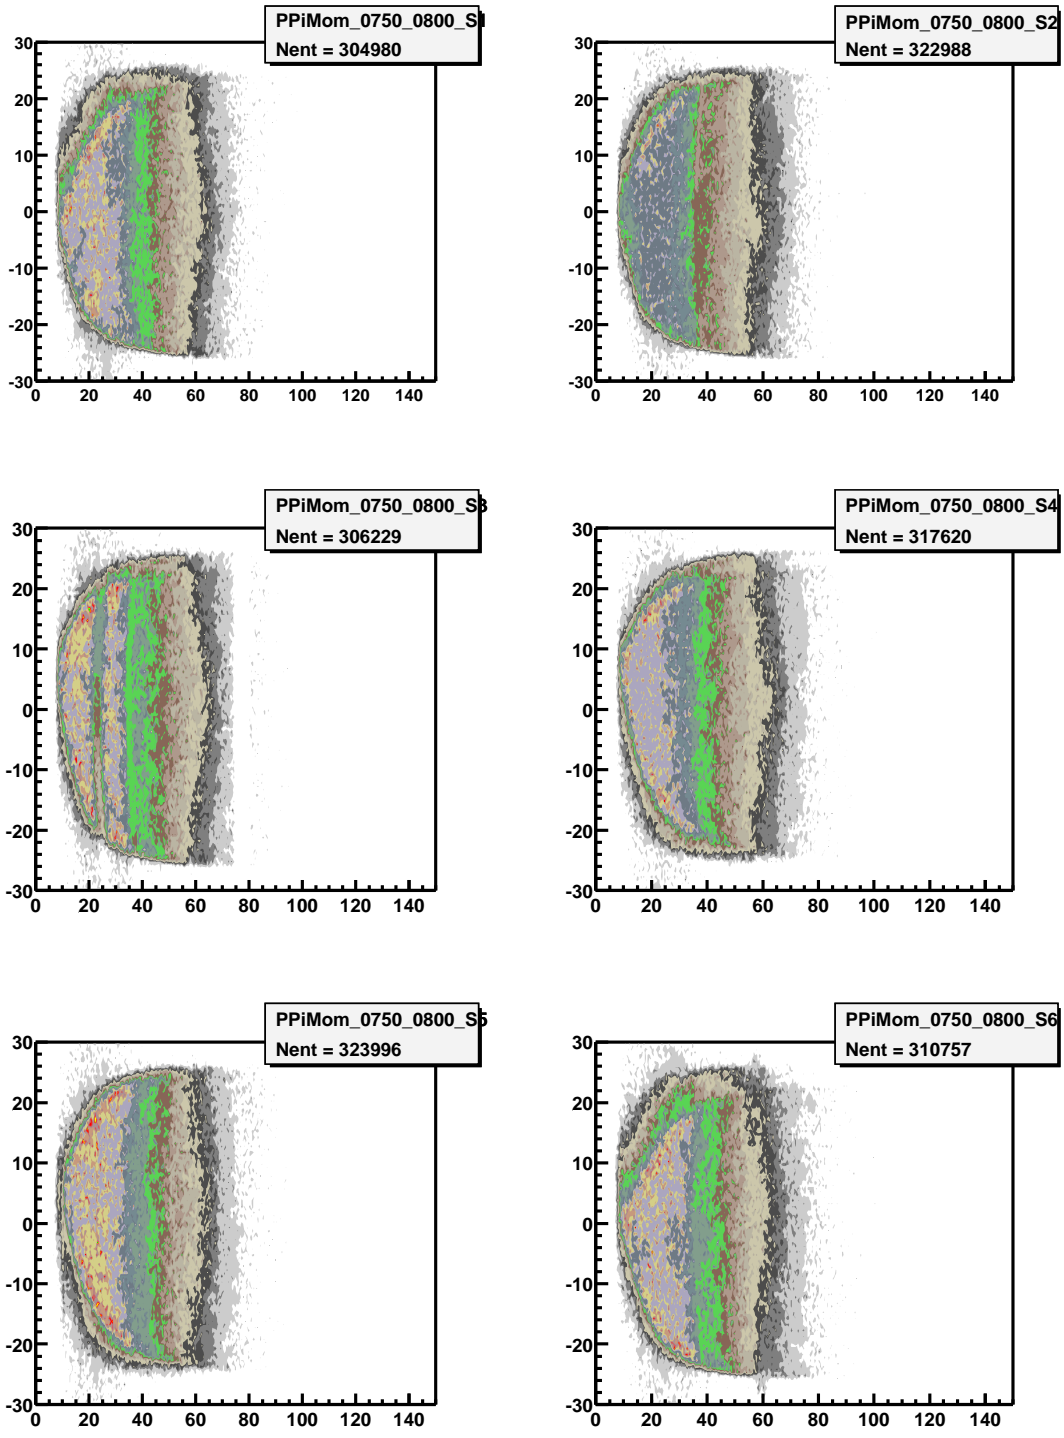 PPiMom_0750_0800_S1
Nent = 304980
30
20
10
0
-10
-20
-30
0 20 40 60 80 100 120 140
PPiMom_0750_0800_S2
Nent = 322988
30
20
10
0
-10
-20
-30
0 20 40 60 80 100 120 140
PPiMom_0750_0800_S3
Nent = 306229
30
20
10
0
-10
-20
-30
0 20 40 60 80 100 120 140
PPiMom_0750_0800_S4
Nent = 317620
30
20
10
0
-10
-20
-30
0 20 40 60 80 100 120 140
PPiMom_0750_0800_S5
Nent = 323996
30
20
10
0
-10
-20
-30
0 20 40 60 80 100 120 140
PPiMom_0750_0800_S6
Nent = 310757
30
20
10
0
-10
-20
-30
0 20 40 60 80 100 120 140